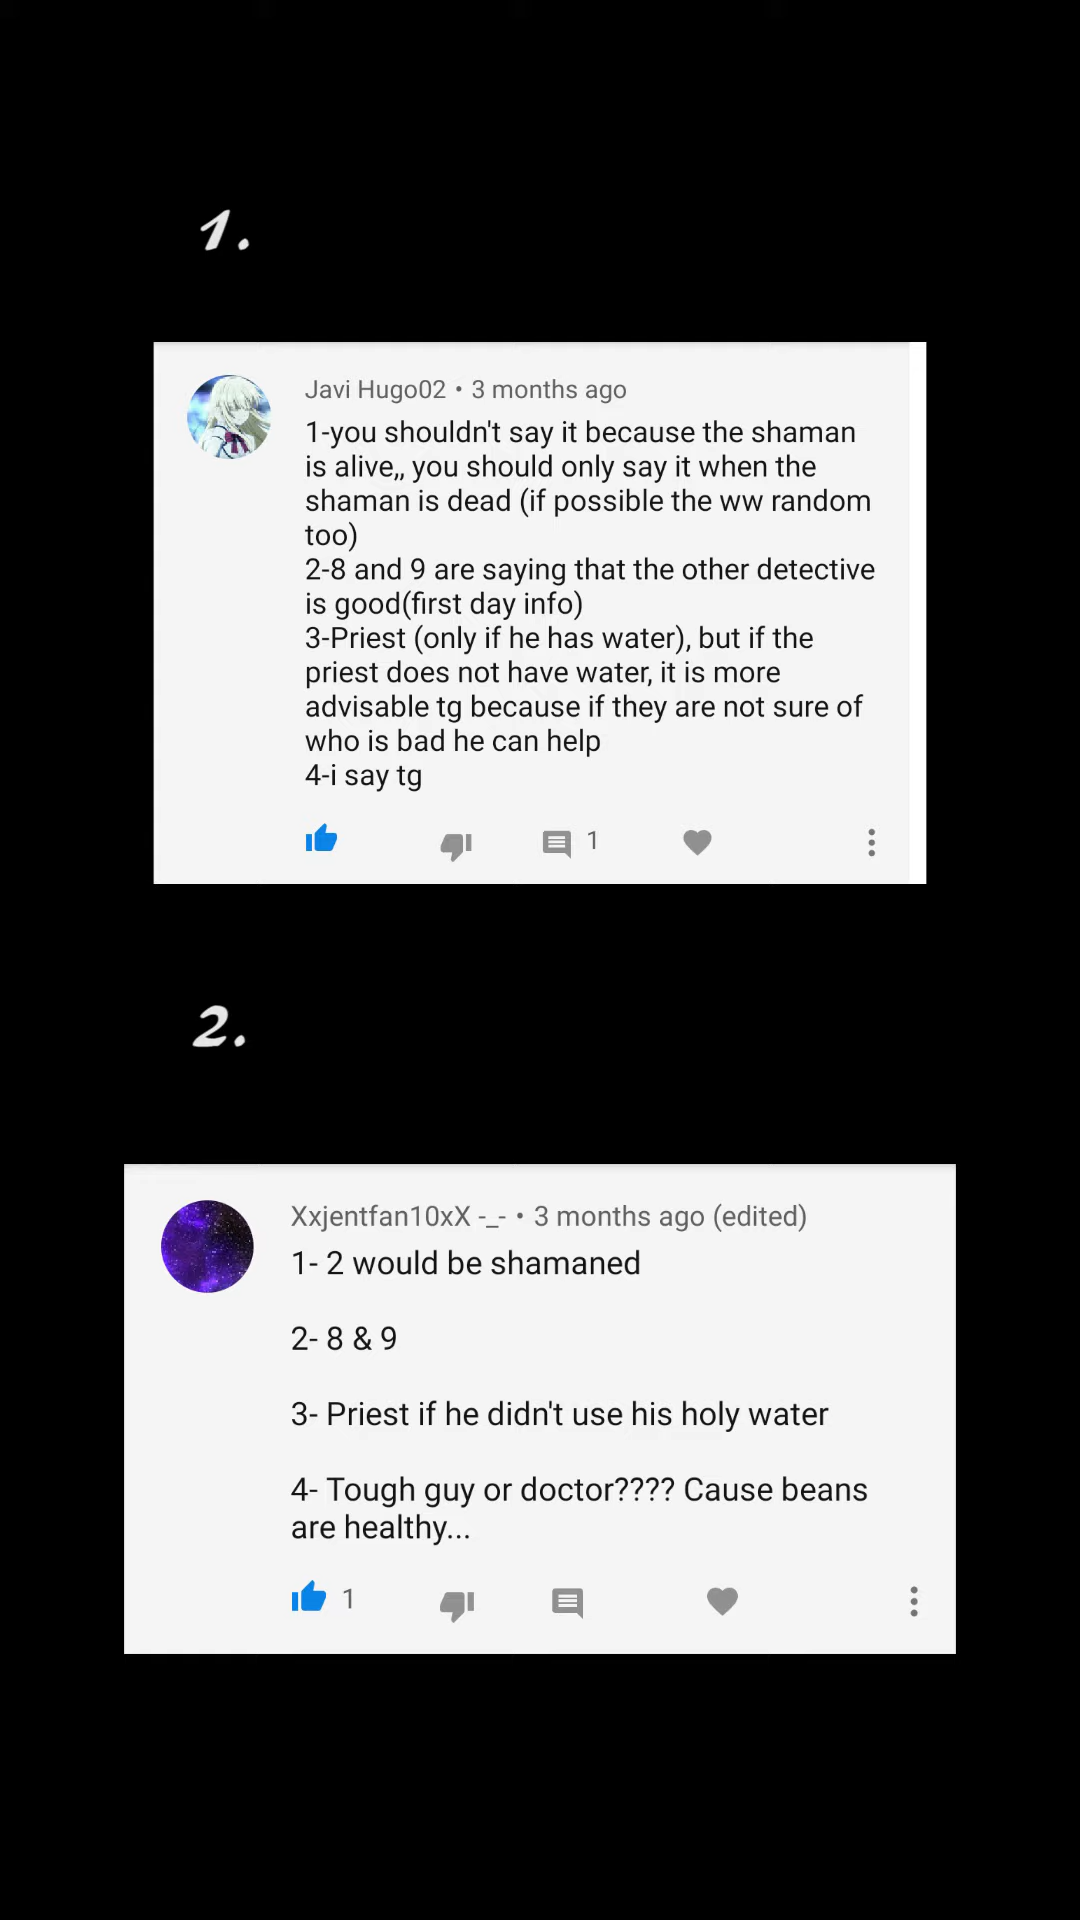 1.
Javi Hugo02 • 3 months ago
1-you shouldn't say it because the shaman
is alive,, you should only say it when the
shaman is dead (if possible the ww random
too)
2-8 and 9 are saying that the other detective
is good(first day info)
3-Priest (only if he has water), but if the
priest does not have water, it is more
advisable tg because if they are not sure of
who is bad he can help
4-i say tg
1
2.
Xxjentfan10xX -_- • 3 months ago (edited)
1- 2 would be shamaned
2- 8 & 9
3- Priest if he didn't use his holy water
4- Tough guy or doctor???? Cause beans
are healthy...
1